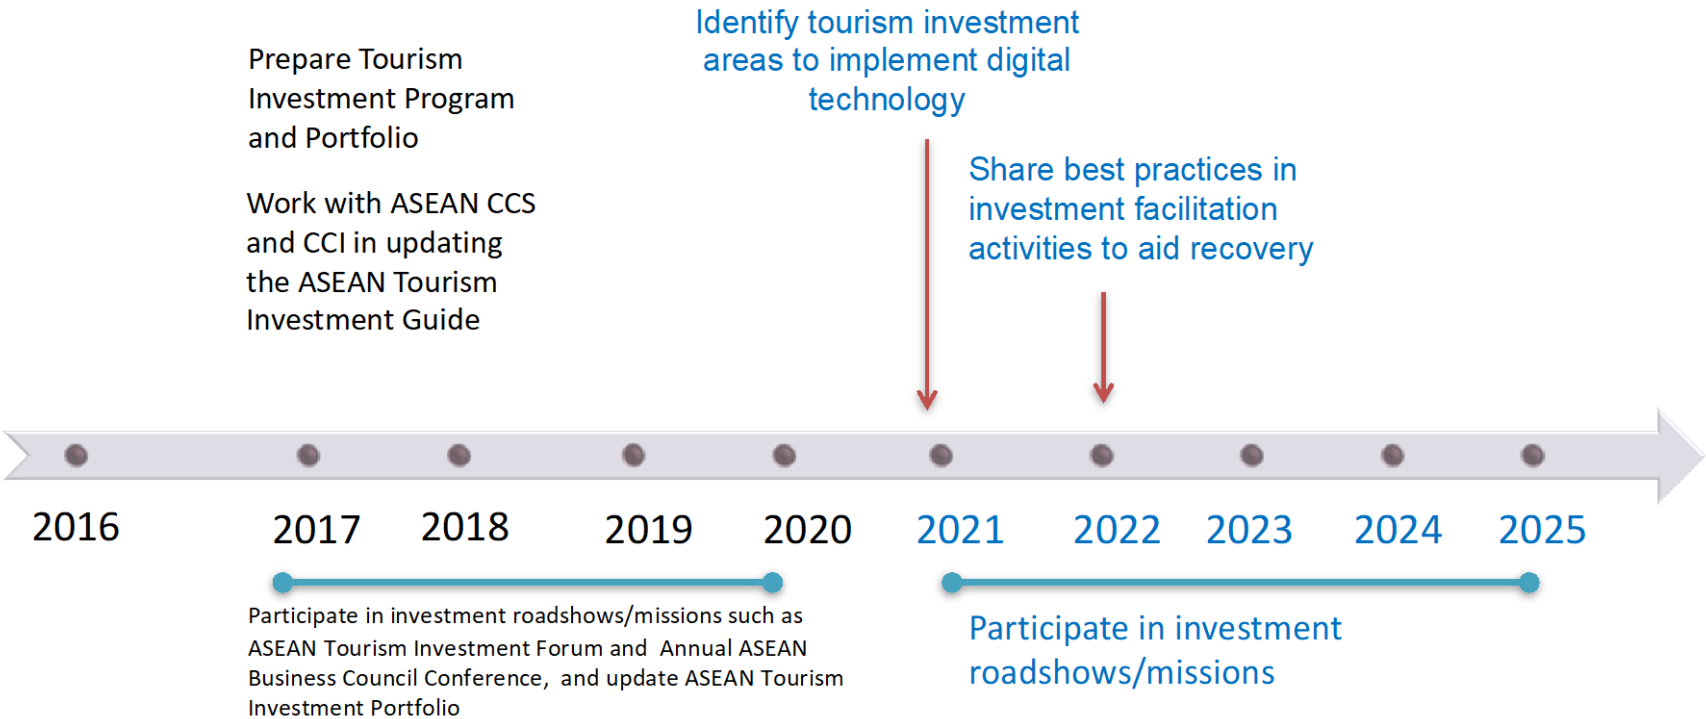 Identify tourism investment
areas to implement digital
technology
Prepare Tourism
Investment Program
and Portfolio
Share best practices in
investment facilitation
activities to aid recovery
Work with ASEAN CCS
and CCI in updating
the ASEAN Tourism
Investment Guide
2016
2017
2018
2019
2020
2021
2022
2023
2024
2025
Participate in investment roadshows/missions such as
ASEAN Tourism Investment Forum and Annual ASEAN
Business Council Conference, and update ASEAN Tourism
Investment Portfolio
Participate in investment
roadshows/missions